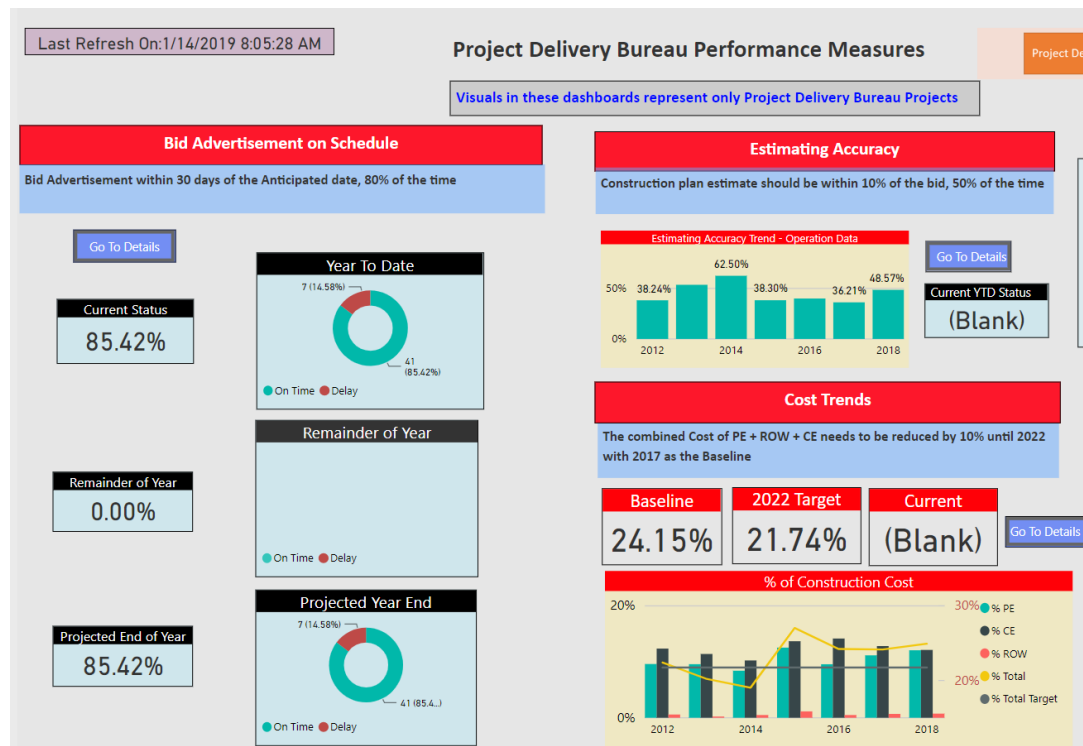 Last Refresh On:1/14/2019 8:05:28 AM
Project Delivery Bureau Performance Measures
Project De
Visuals in these dashboards represent only Project Delivery Bureau Projects
Bid Advertisement on Schedule
Bid Advertisement within 30 days of the Anticipated date, 80% of the time
Go To Details
Current Status
85.42%
Year To Date
7 (14.58%)
41
(85.42%)
On Time Delay
Remainder of Year
0.00%
Remainder of Year
On Time Delay
Projected End of Year
85.42%
Projected Year End
7 (14.58%)
41 (85.4...)
On Time Delay
Estimating Accuracy
Construction plan estimate should be within 10% of the bid, 50% of the time
Estimating Accuracy Trend - Operation Data
50%
0%
38.24%
62.50%
38.30%
36.21%
48.57%
2012 2014 2016 2018
Go To Details
Current YTD Status
(Blank)
Cost Trends
The combined Cost of PE + ROW + CE needs to be reduced by 10% until 2022
with 2017 as the Baseline
Baseline
24.15%
2022 Target
21.74%
Current
(Blank)
Go To Details
% of Construction Cost
20%
0%
30%
20%
2012 2014 2016 2018
% PE
% CE
% ROW
% Total
% Total Target